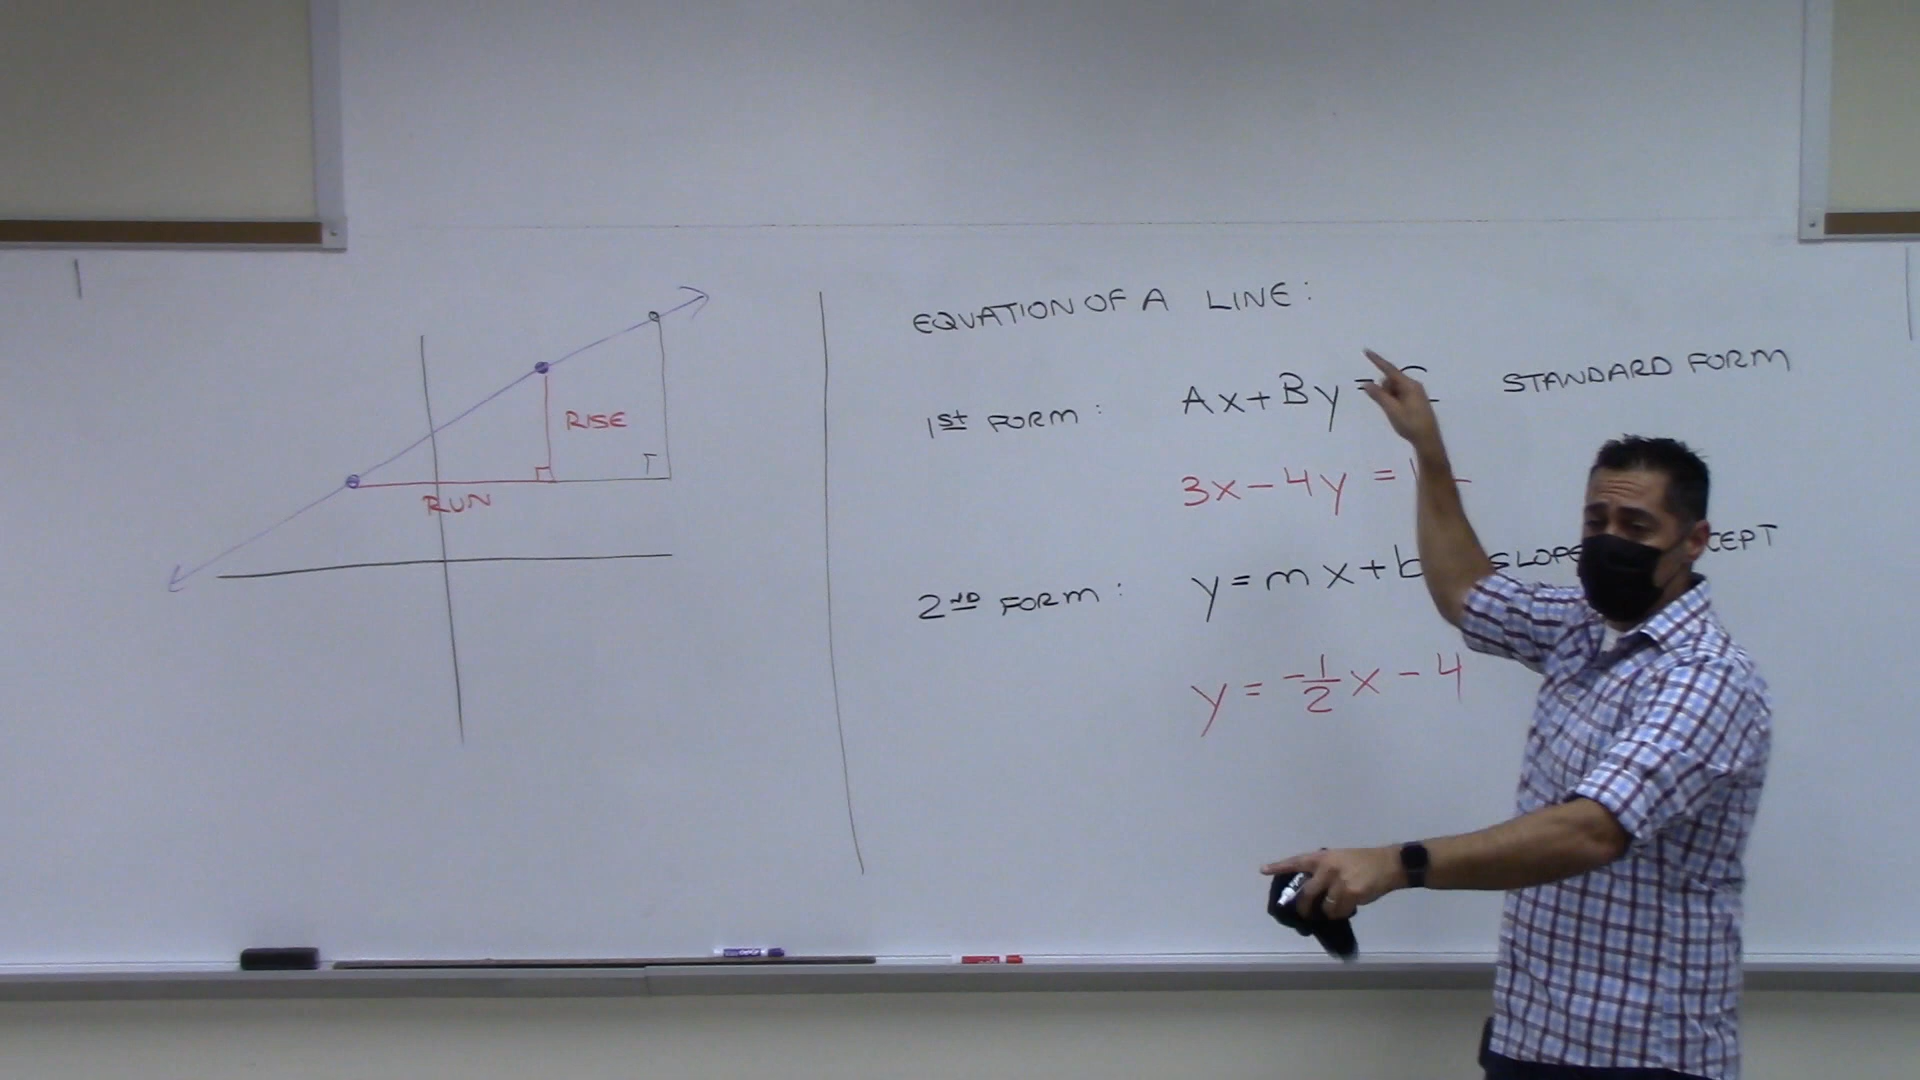 RISE
RUN
EQUATION OF A LINE:
1st FORM: Ax+By = STANDARD FORM
3x-4y =
2ND FORM: y=mx+b SLOPE
y = -1/2 x - 4